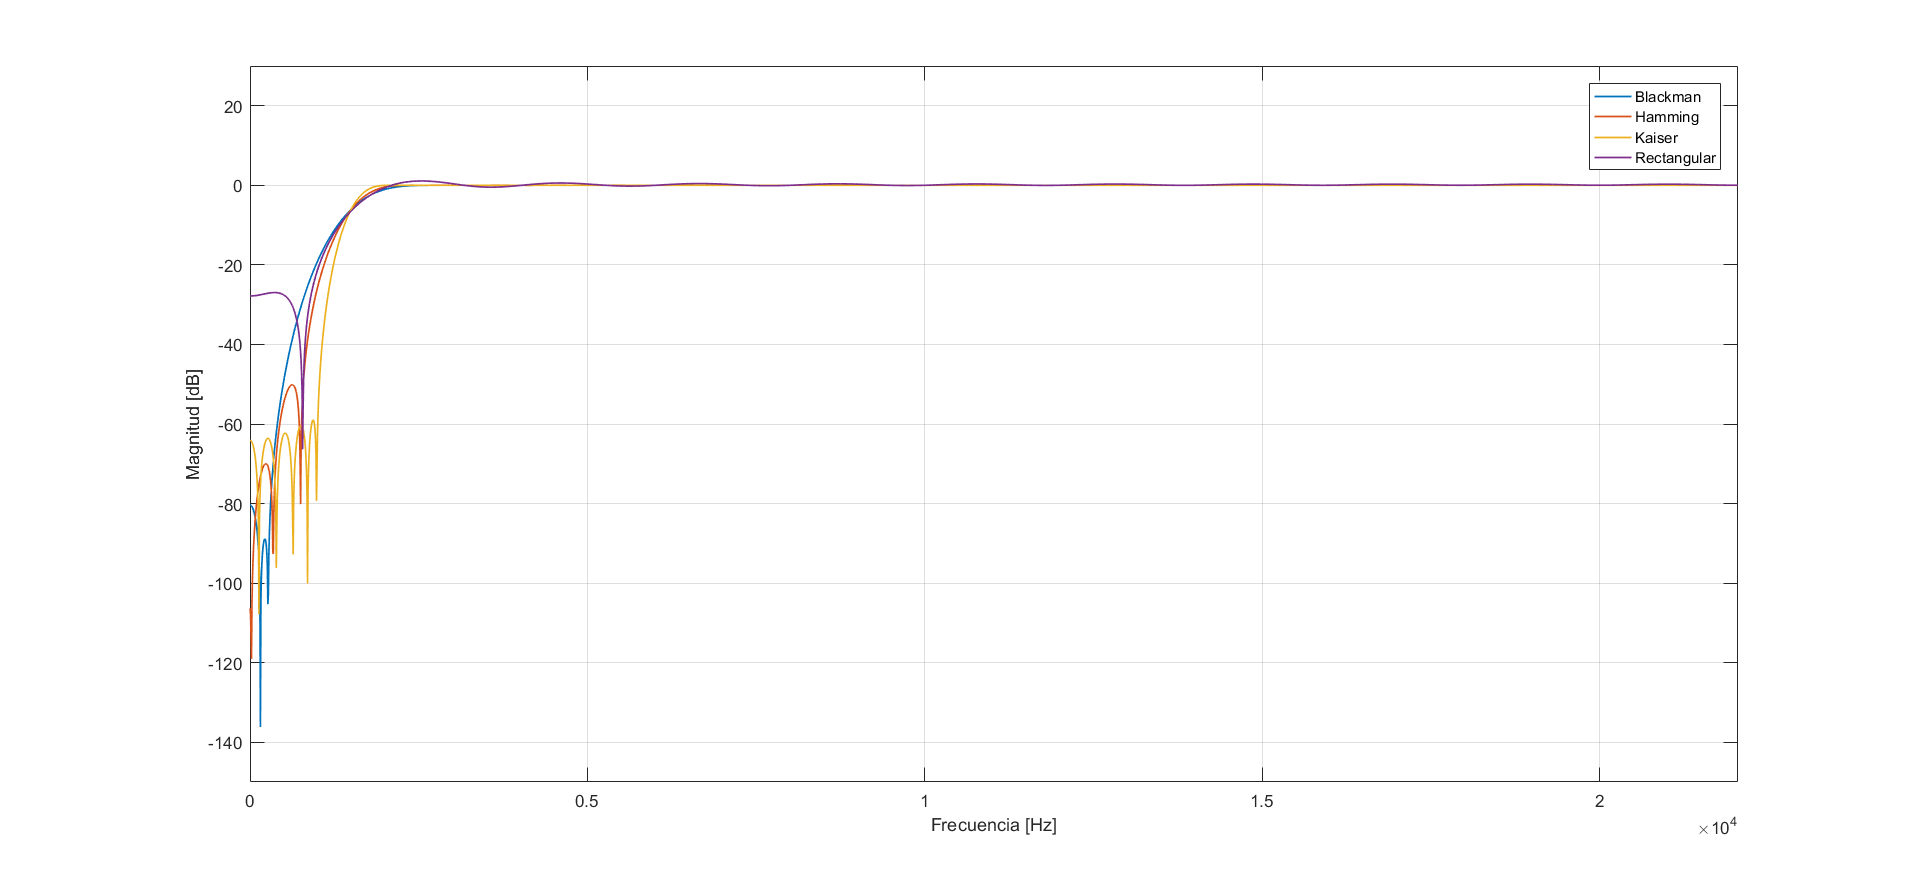 Blackman
Hamming
Kaiser
Rectangular
20
0
-20
-40
-60
-80
-100
-120
-140
Magnitud [dB]
0 0.5 1 1.5 2
Frecuencia [Hz]
×10⁴